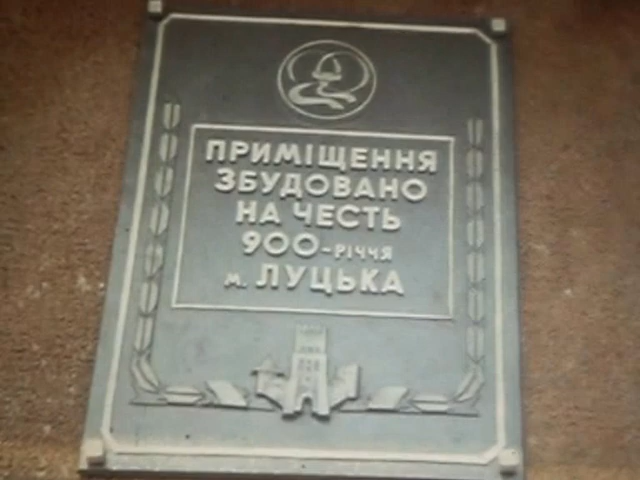 ПРИМІЩЕННЯ
ЗБУДОВАНО
НА ЧЕСТЬ
900-РІЧЧЯ
м. ЛУЦЬКА